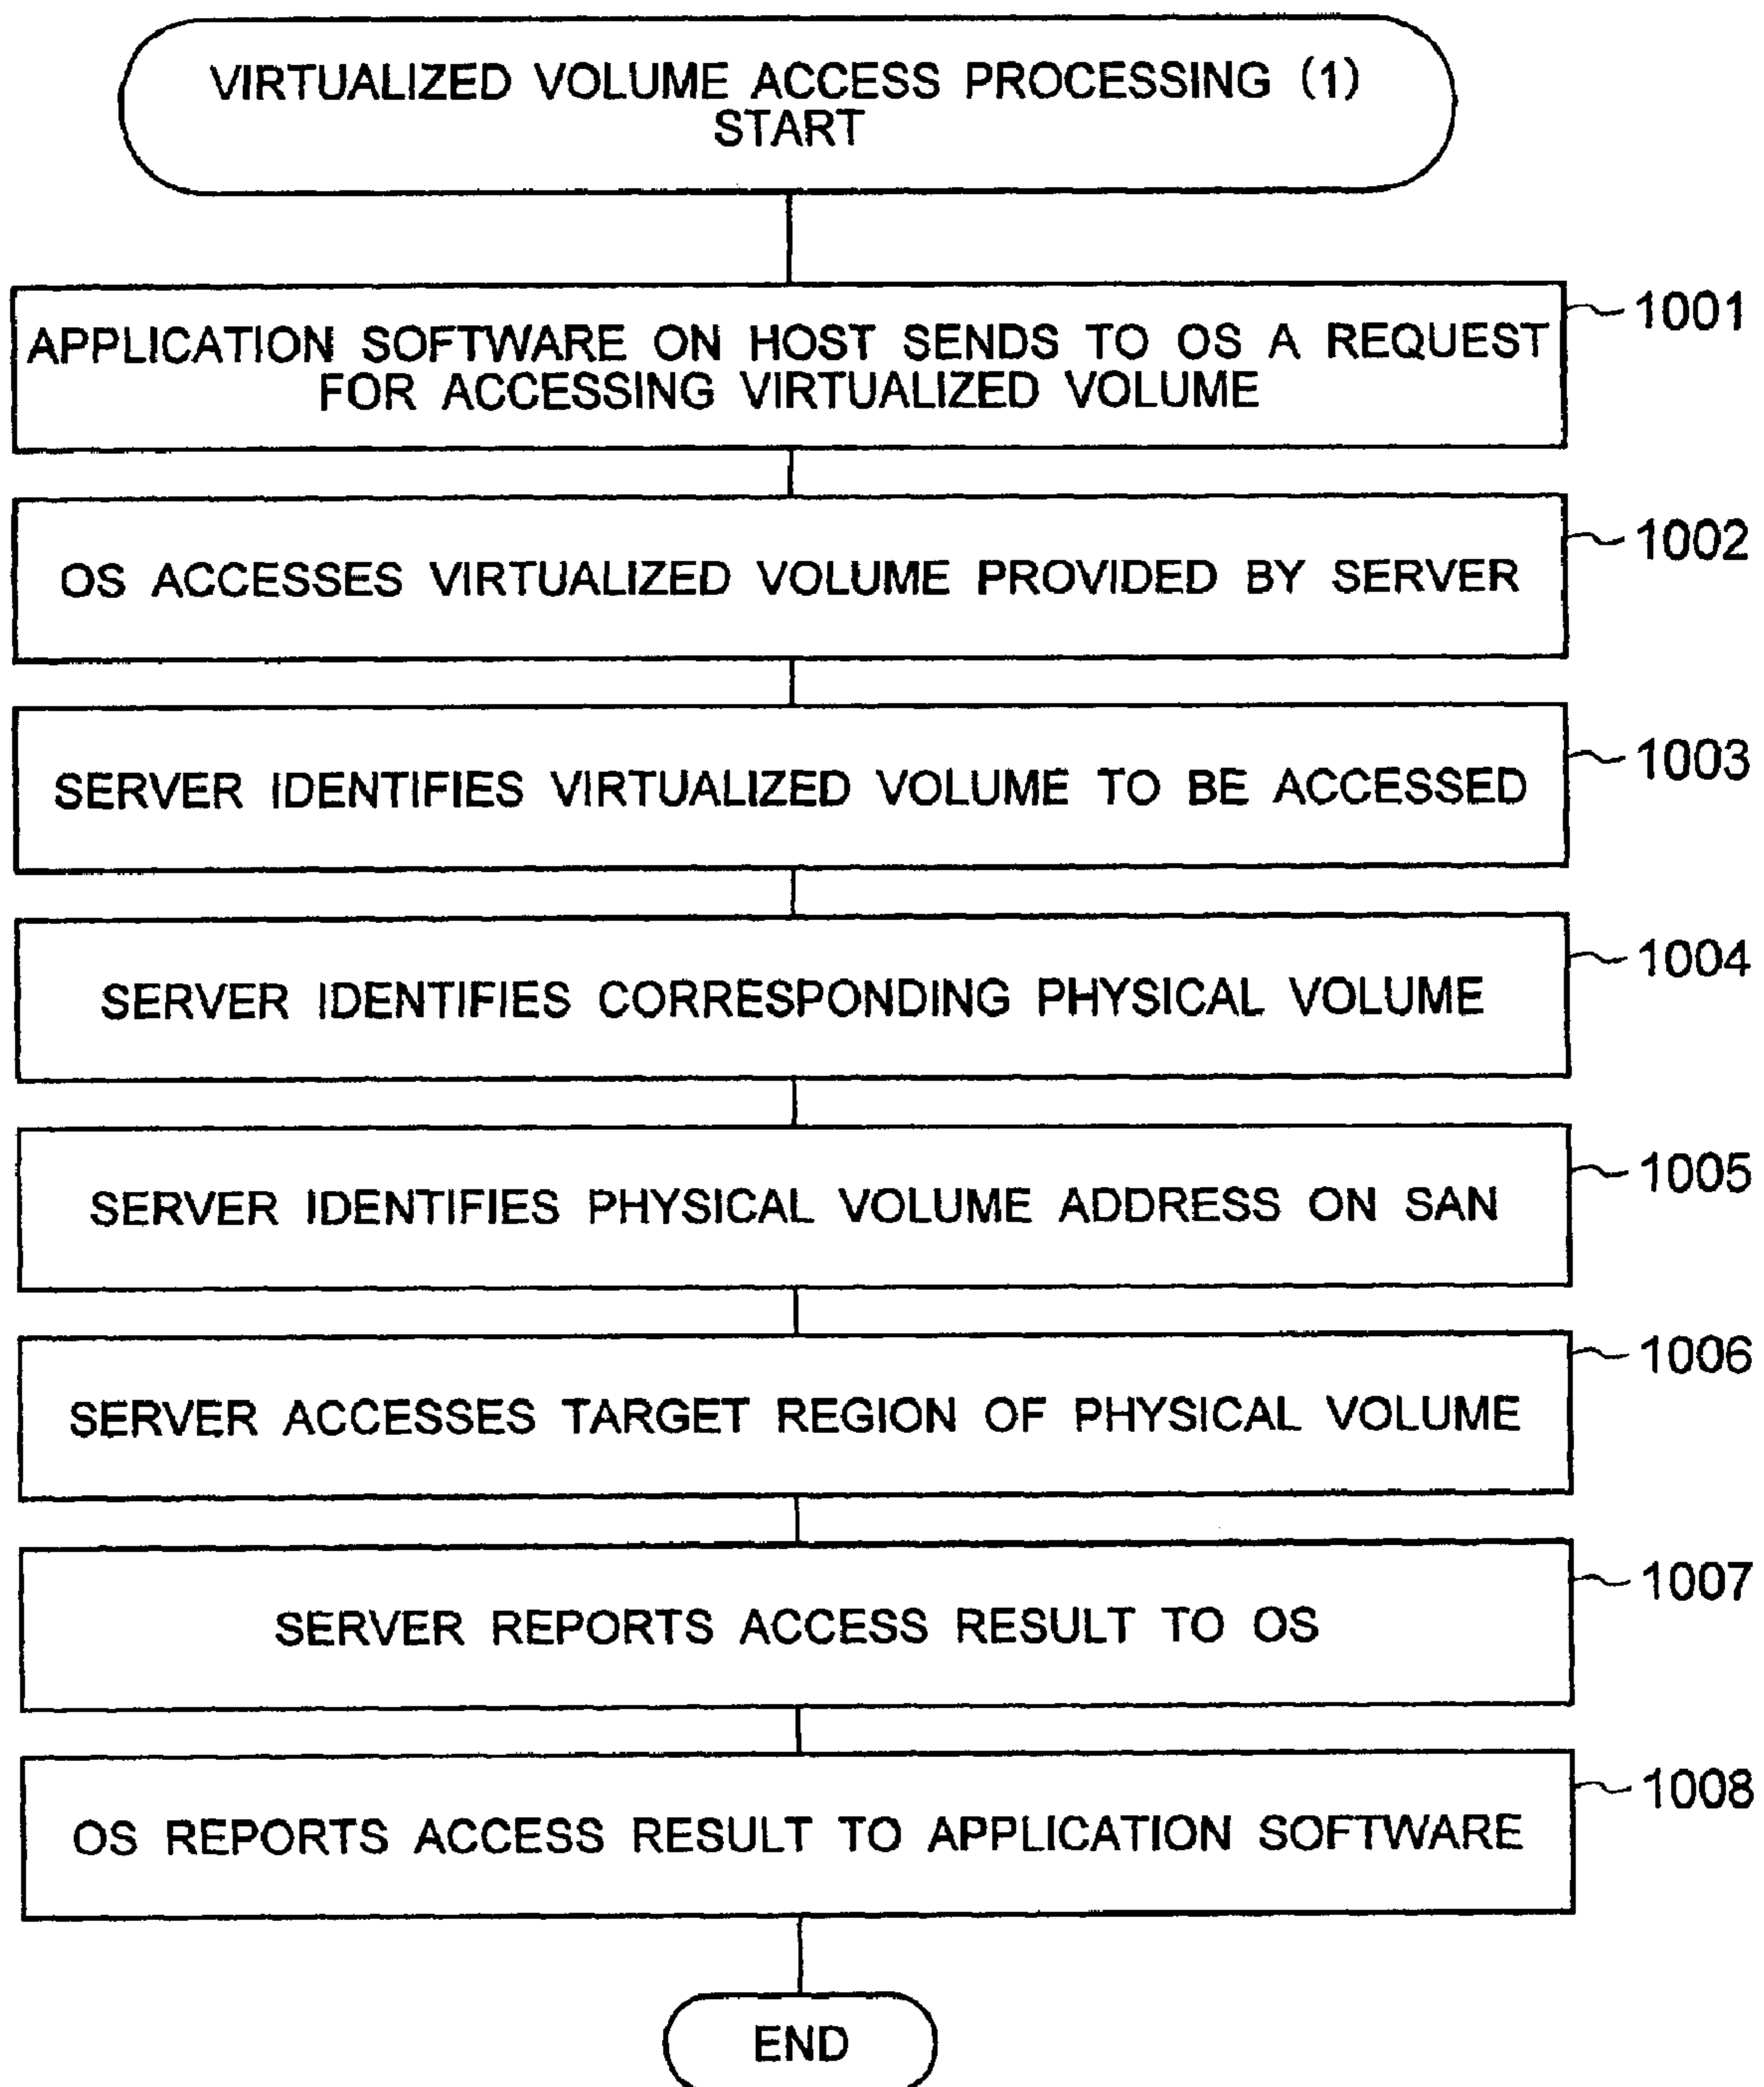 VIRTUALIZED VOLUME ACCESS PROCESSING (1)
START
APPLICATION SOFTWARE ON HOST SENDS TO OS A REQUEST
FOR ACCESSING VIRTUALIZED VOLUME
1001
OS ACCESSES VIRTUALIZED VOLUME PROVIDED BY SERVER
1002
SERVER IDENTIFIES VIRTUALIZED VOLUME TO BE ACCESSED
1003
SERVER IDENTIFIES CORRESPONDING PHYSICAL VOLUME
1004
SERVER IDENTIFIES PHYSICAL VOLUME ADDRESS ON SAN
1005
SERVER ACCESSES TARGET REGION OF PHYSICAL VOLUME
1006
SERVER REPORTS ACCESS RESULT TO OS
1007
OS REPORTS ACCESS RESULT TO APPLICATION SOFTWARE
1008
END